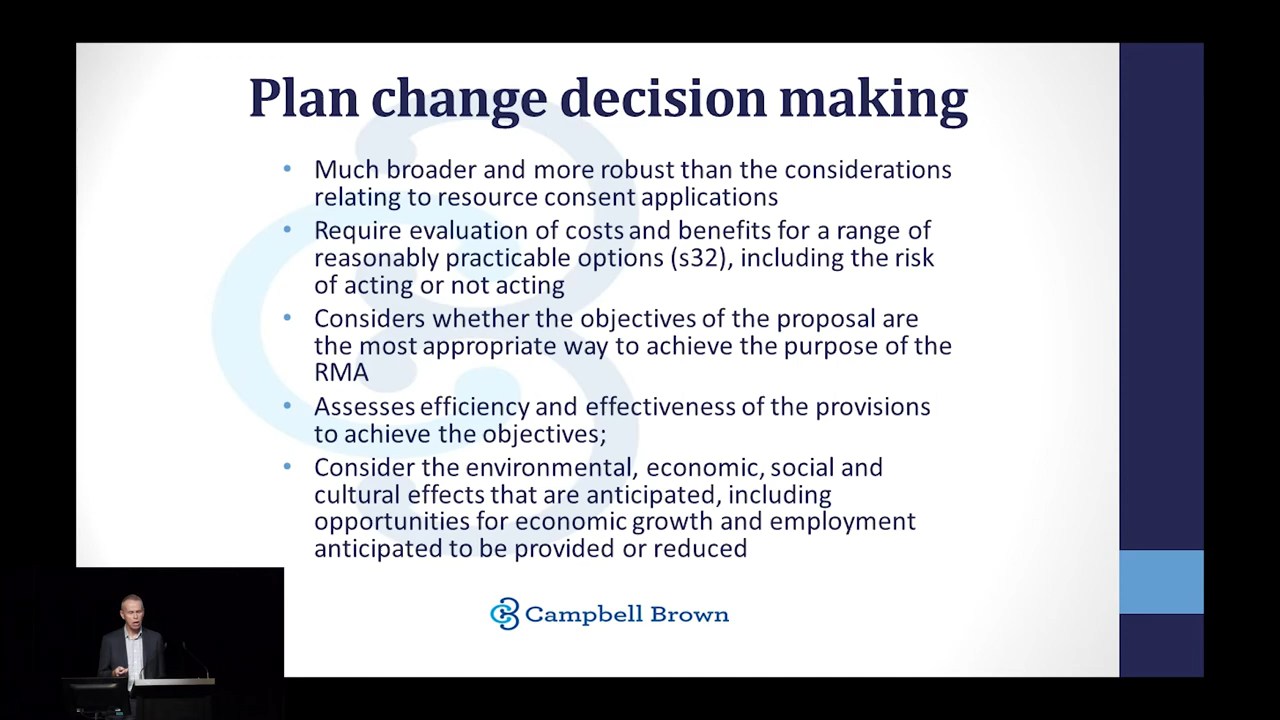 Plan change decision making
• Much broader and more robust than the considerations
relating to resource consent applications
• Require evaluation of costs and benefits for a range of
reasonably practicable options (s32), including the risk
of acting or not acting
• Considers whether the objectives of the proposal are
the most appropriate way to achieve the purpose of the
RMA
• Assesses efficiency and effectiveness of the provisions
to achieve the objectives;
• Consider the environmental, economic, social and
cultural effects that are anticipated, including
opportunities for economic growth and employment
anticipated to be provided or reduced
Campbell Brown